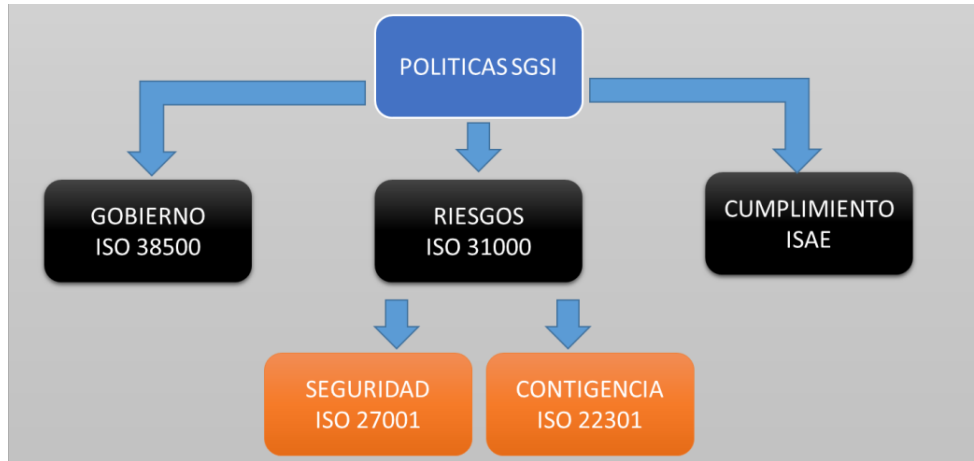 POLITICAS SGSI
GOBIERNO
ISO 38500
RIESGOS
ISO 31000
CUMPLIMIENTO
ISAE
SEGURIDAD
ISO 27001
CONTIGENCIA
ISO 22301